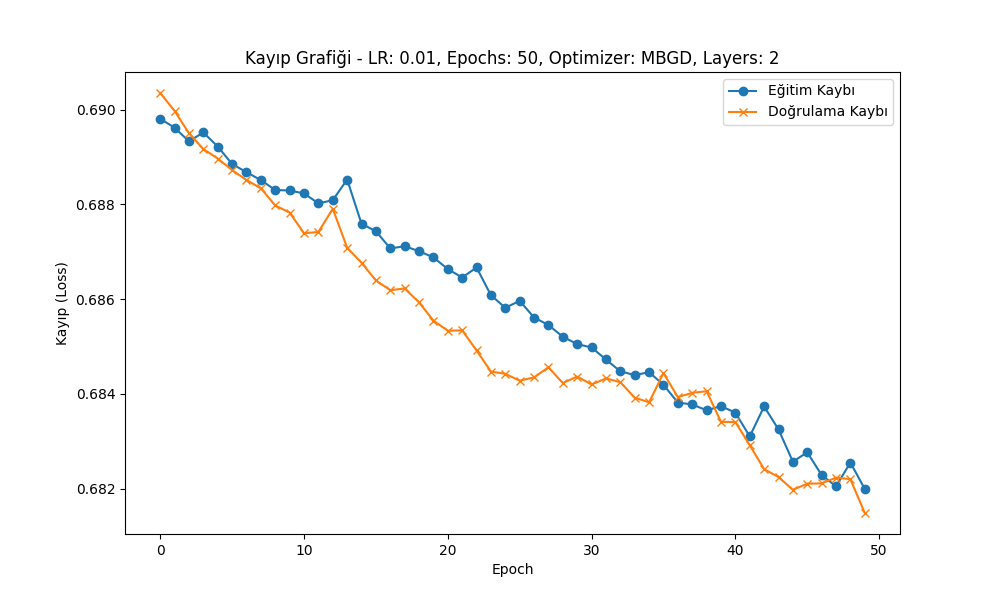 Kayıp Grafiği - LR: 0.01, Epochs: 50, Optimizer: MBGD, Layers: 2
Eğitim Kaybı
Doğrulama Kaybı
Kayıp (Loss)
0.690
0.688
0.686
0.684
0.682
0 10 20 30 40 50
Epoch